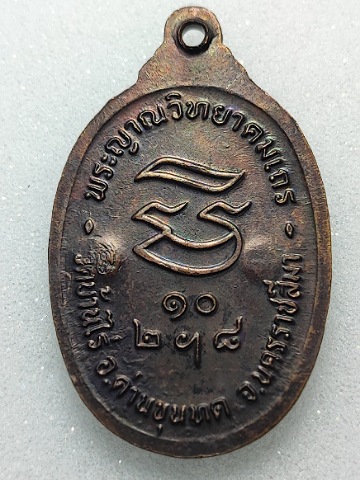 พระญาณวิทยาคมเถร
๑๐
๒ ๘
วัดบ้านไร่ อ.ด่านขุนทด จ.นครราชสีมา